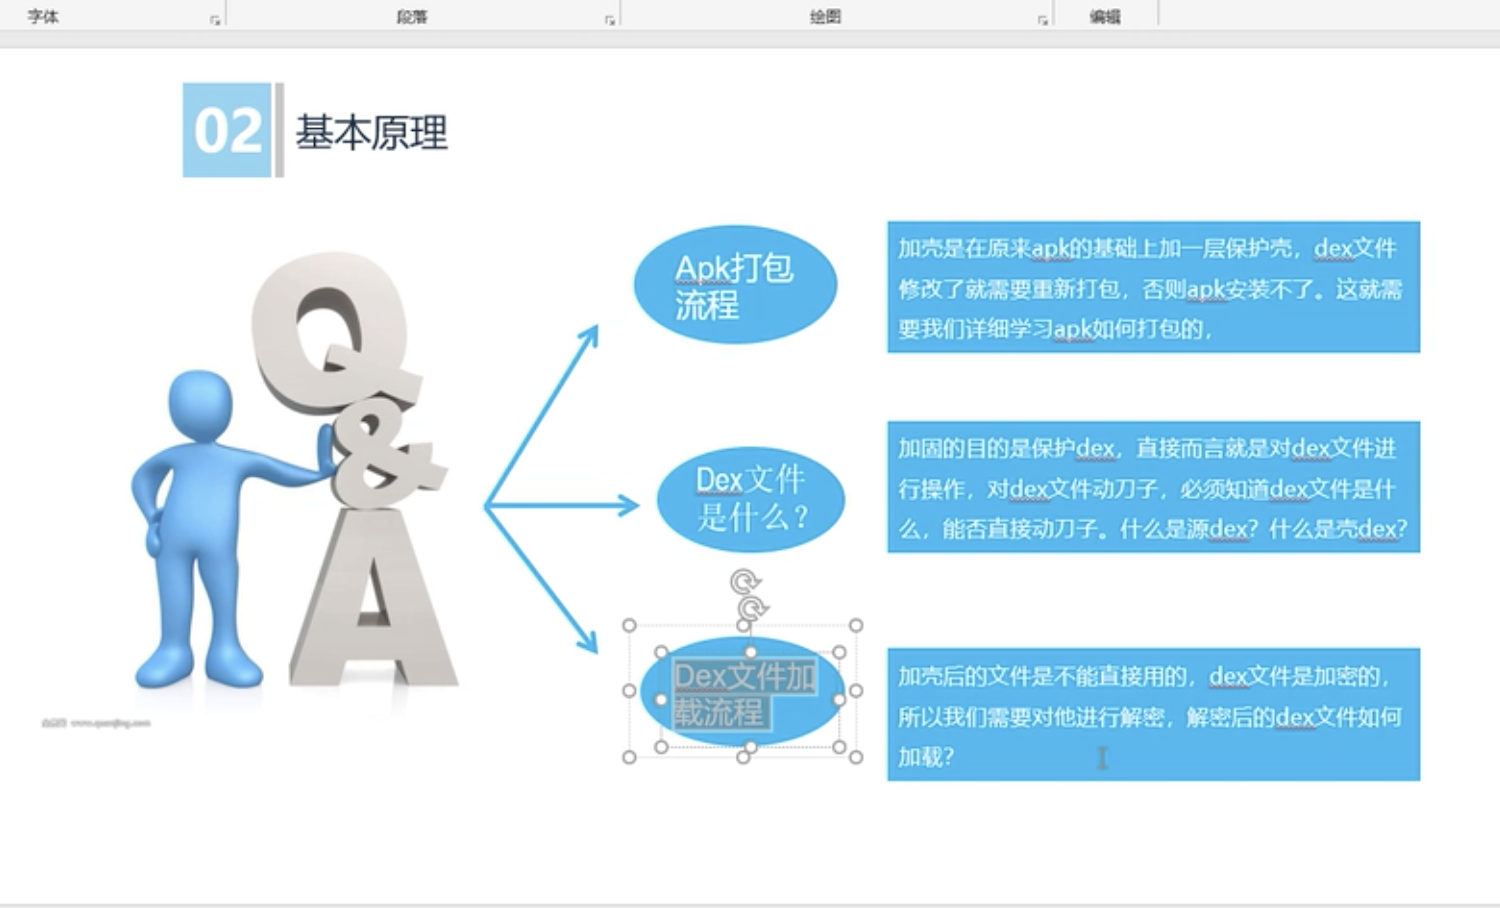 字体
段落
绘图
编辑
02
基本原理
Q
&
A
Apk打包
流程
加壳是在原来apk的基础上加一层保护壳，dex文件
修改了就需要重新打包，否则apk安装不了。这就需
要我们详细学习apk如何打包的，
Dex文件
是什么？
加固的目的是保护dex，直接而言就是对dex文件进
行操作，对dex文件动刀子，必须知道dex文件是什
么，能否直接动刀子。什么是源dex？什么是壳dex？
Dex文件加
载流程
加壳后的文件是不能直接用的，dex文件是加密的，
所以我们需要对他进行解密，解密后的dex文件如何
加载？